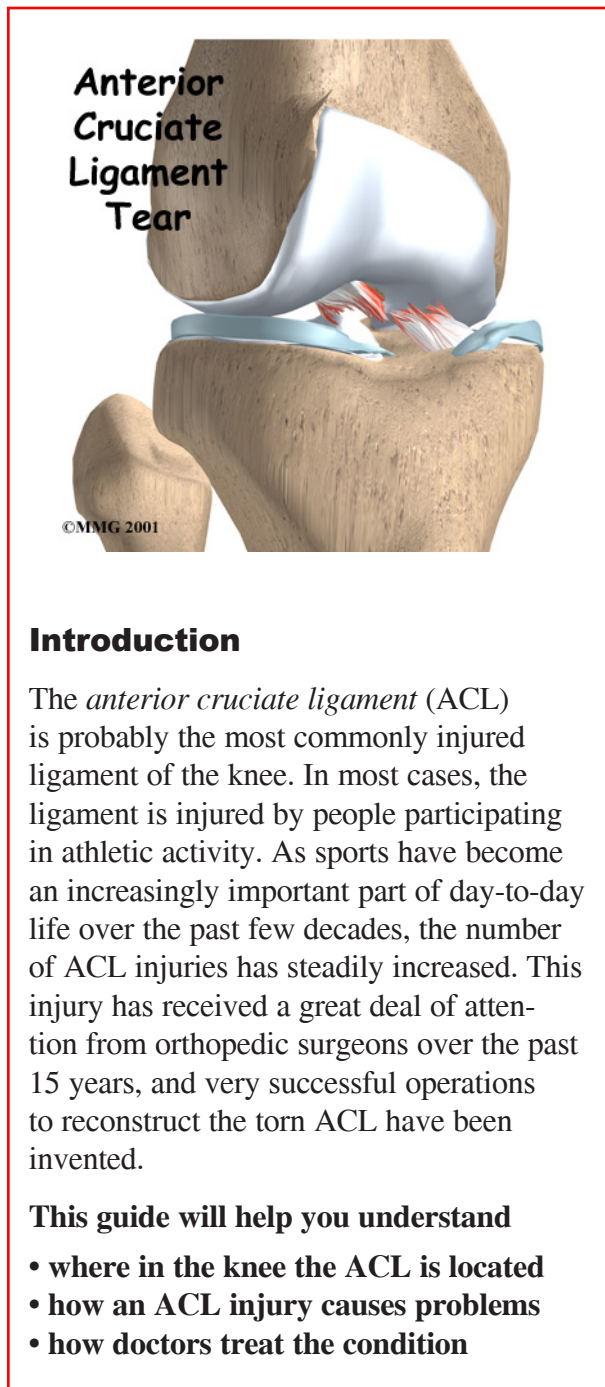 Anterior
Cruciate
Ligament
Tear
©MMG 2001
Introduction
The anterior cruciate ligament (ACL)
is probably the most commonly injured
ligament of the knee. In most cases, the
ligament is injured by people participating
in athletic activity. As sports have become
an increasingly important part of day-to-day
life over the past few decades, the number
of ACL injuries has steadily increased. This
injury has received a great deal of atten-
tion from orthopedic surgeons over the past
15 years, and very successful operations
to reconstruct the torn ACL have been
invented.
This guide will help you understand
• where in the knee the ACL is located
• how an ACL injury causes problems
• how doctors treat the condition